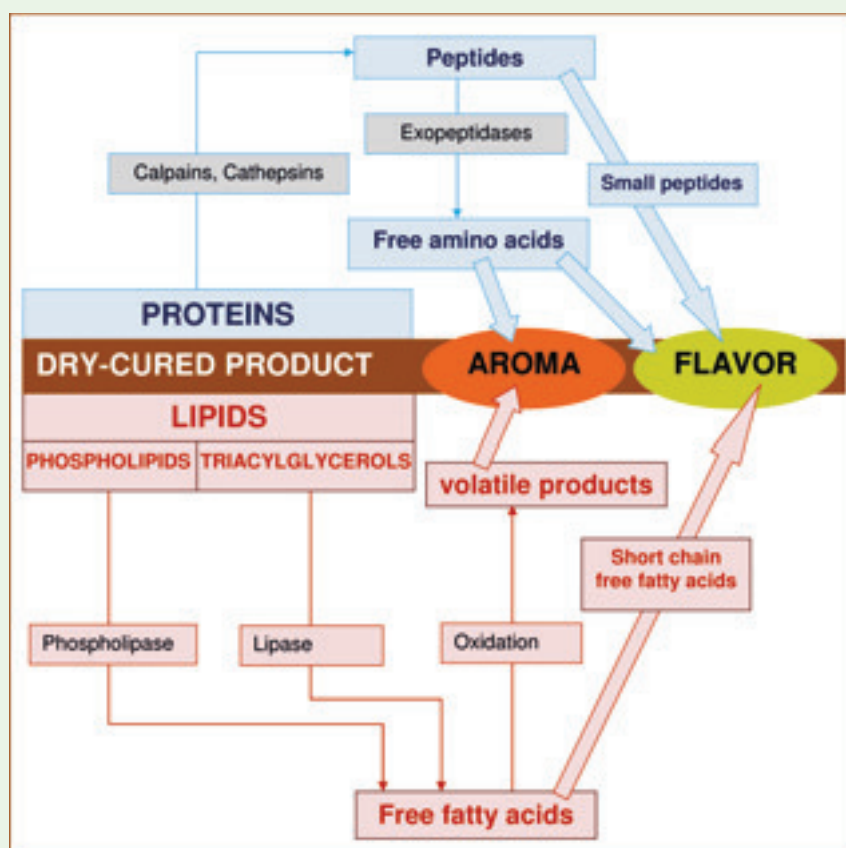 Peptides
Exopeptidases
Calpains, Cathepsins
Small peptides
Free amino acids
PROTEINS
DRY-CURED PRODUCT
AROMA
FLAVOR
LIPIDS
PHOSPHOLIPIDS
TRIACYLGLYCEROLS
volatile products
Short chain
free fatty acids
Phospholipase
Lipase
Oxidation
Free fatty acids